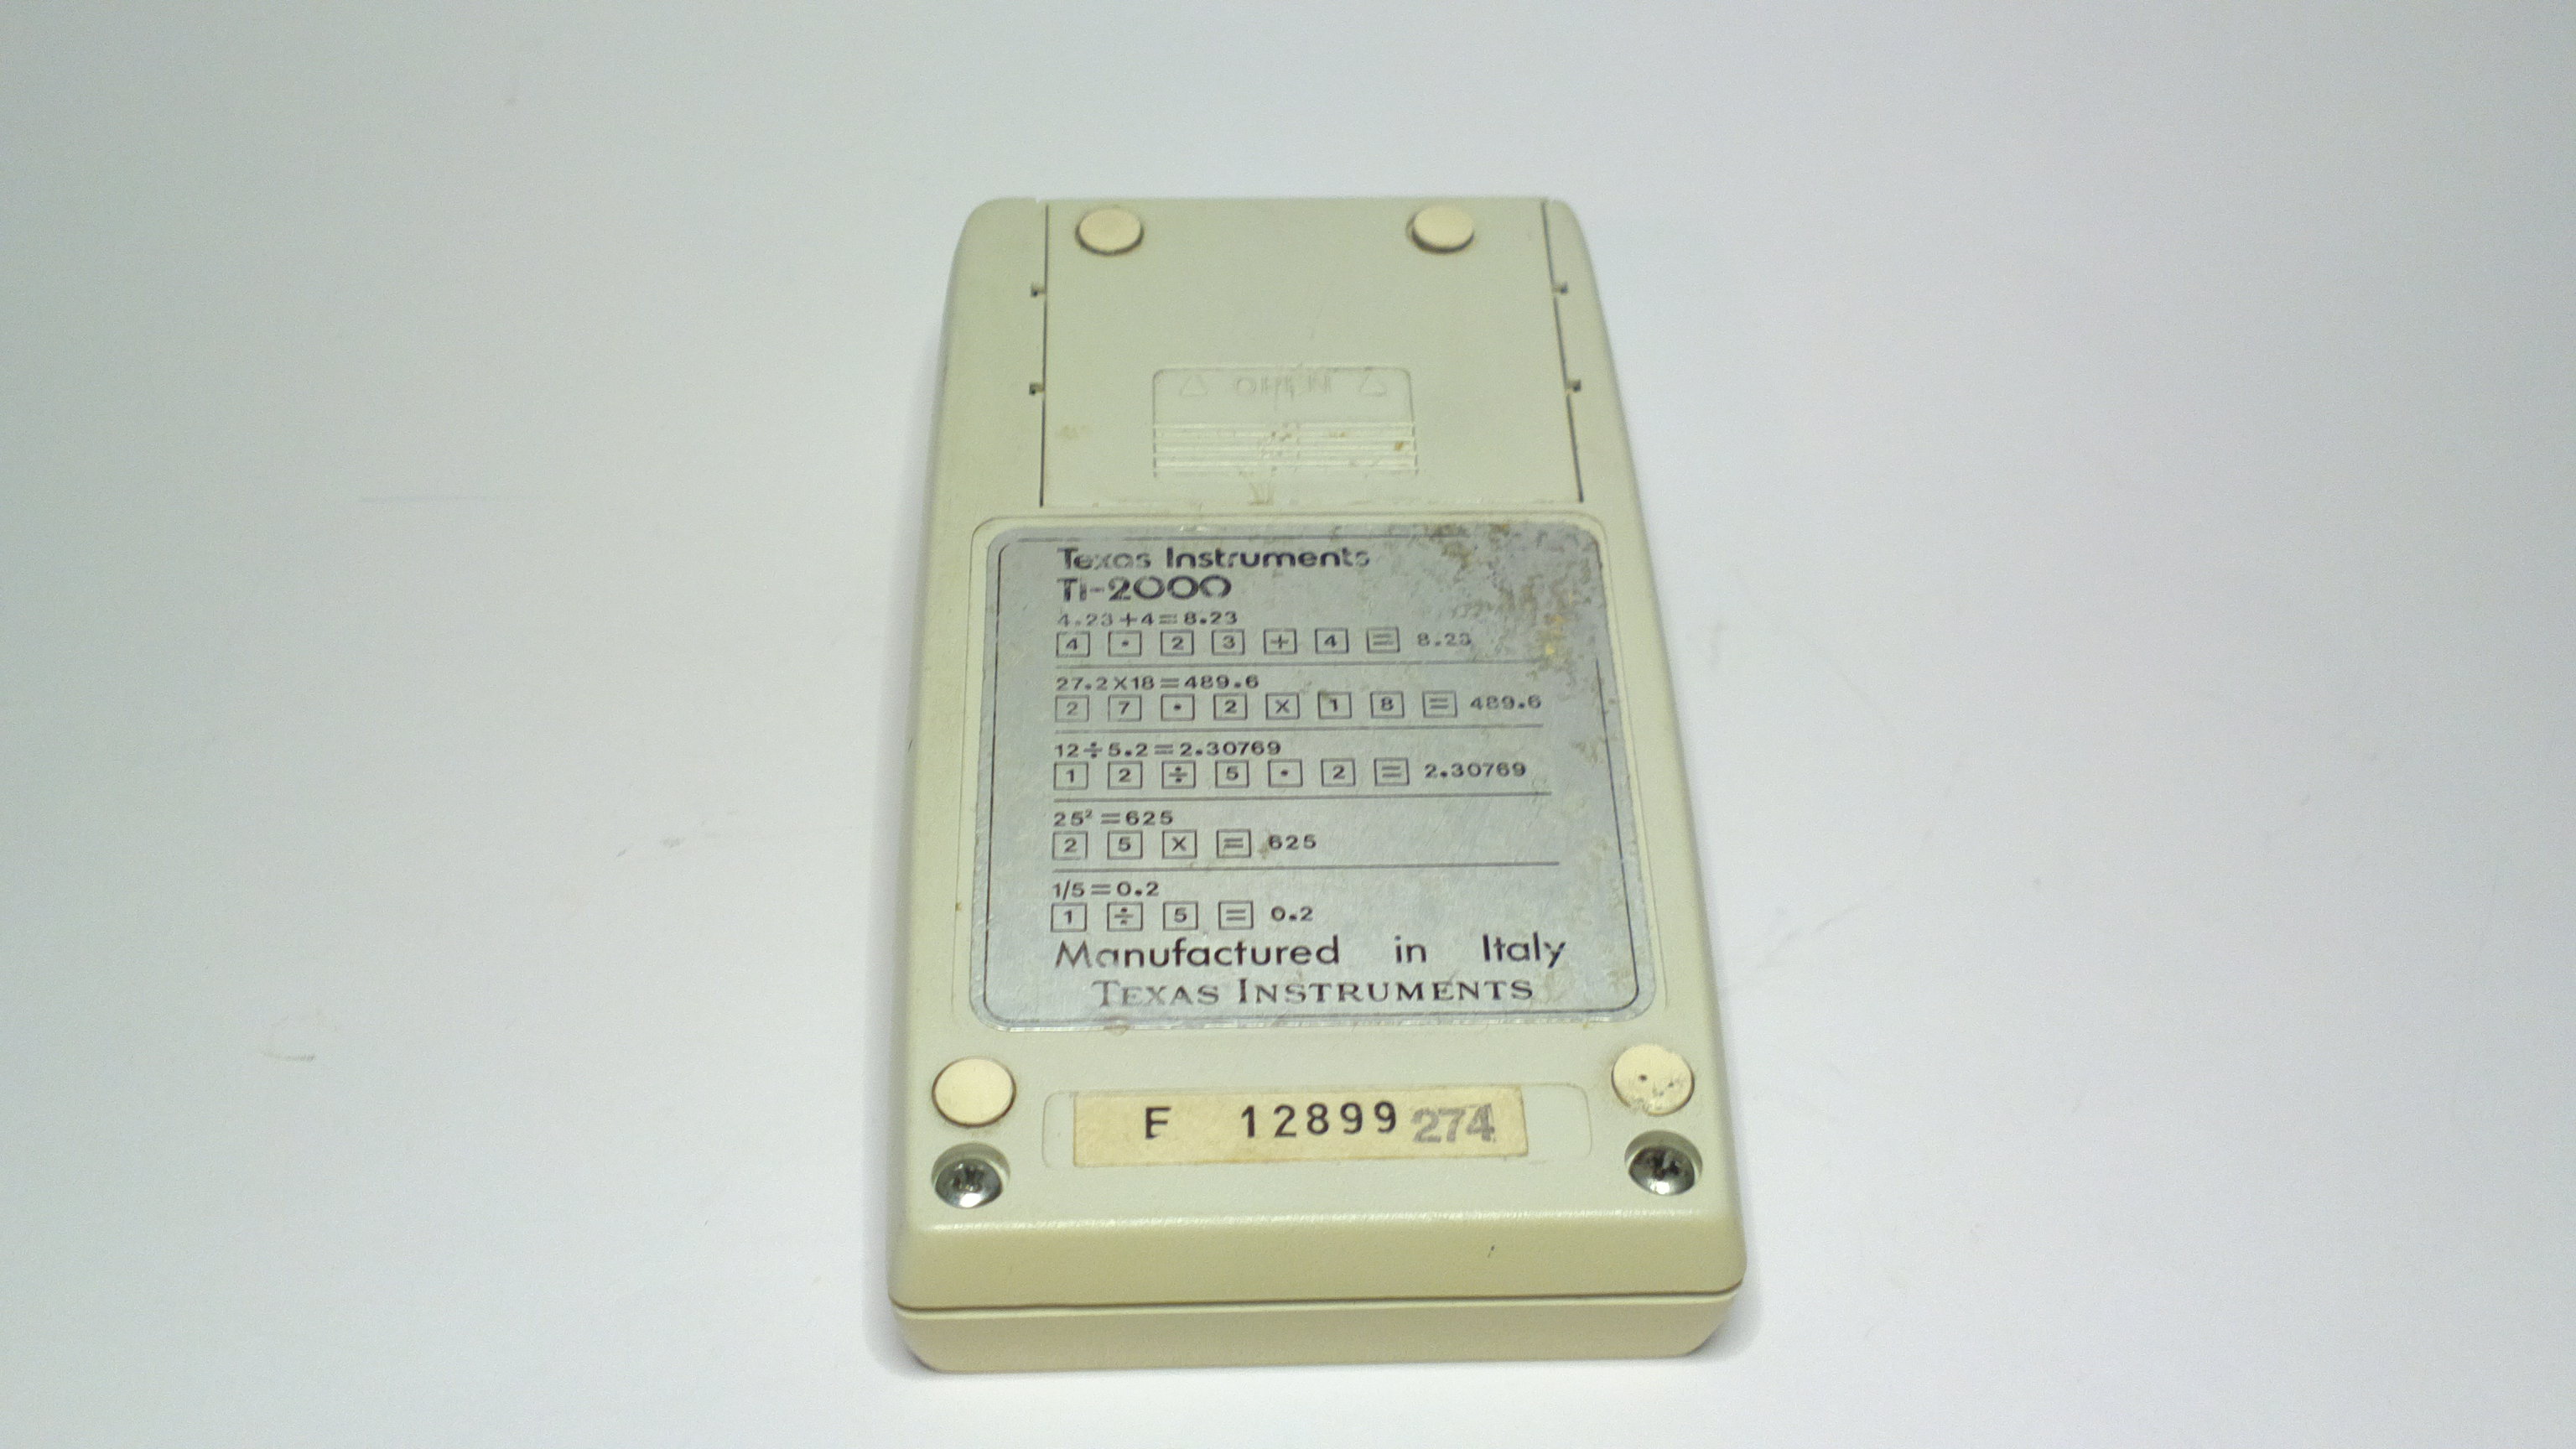 OPEN
Texas Instruments
TI-2000
4.23+4=8.23
4 . 2 3 + 4 = 8.23
27.2X18=489.6
2 7 . 2 X 1 8 = 489.6
12÷5.2=2.30769
1 2 ÷ 5 . 2 = 2.30769
25²=625
2 5 X = 625
1/5=0.2
1 ÷ 5 = 0.2
Manufactured in Italy
TEXAS INSTRUMENTS
E 12899 274